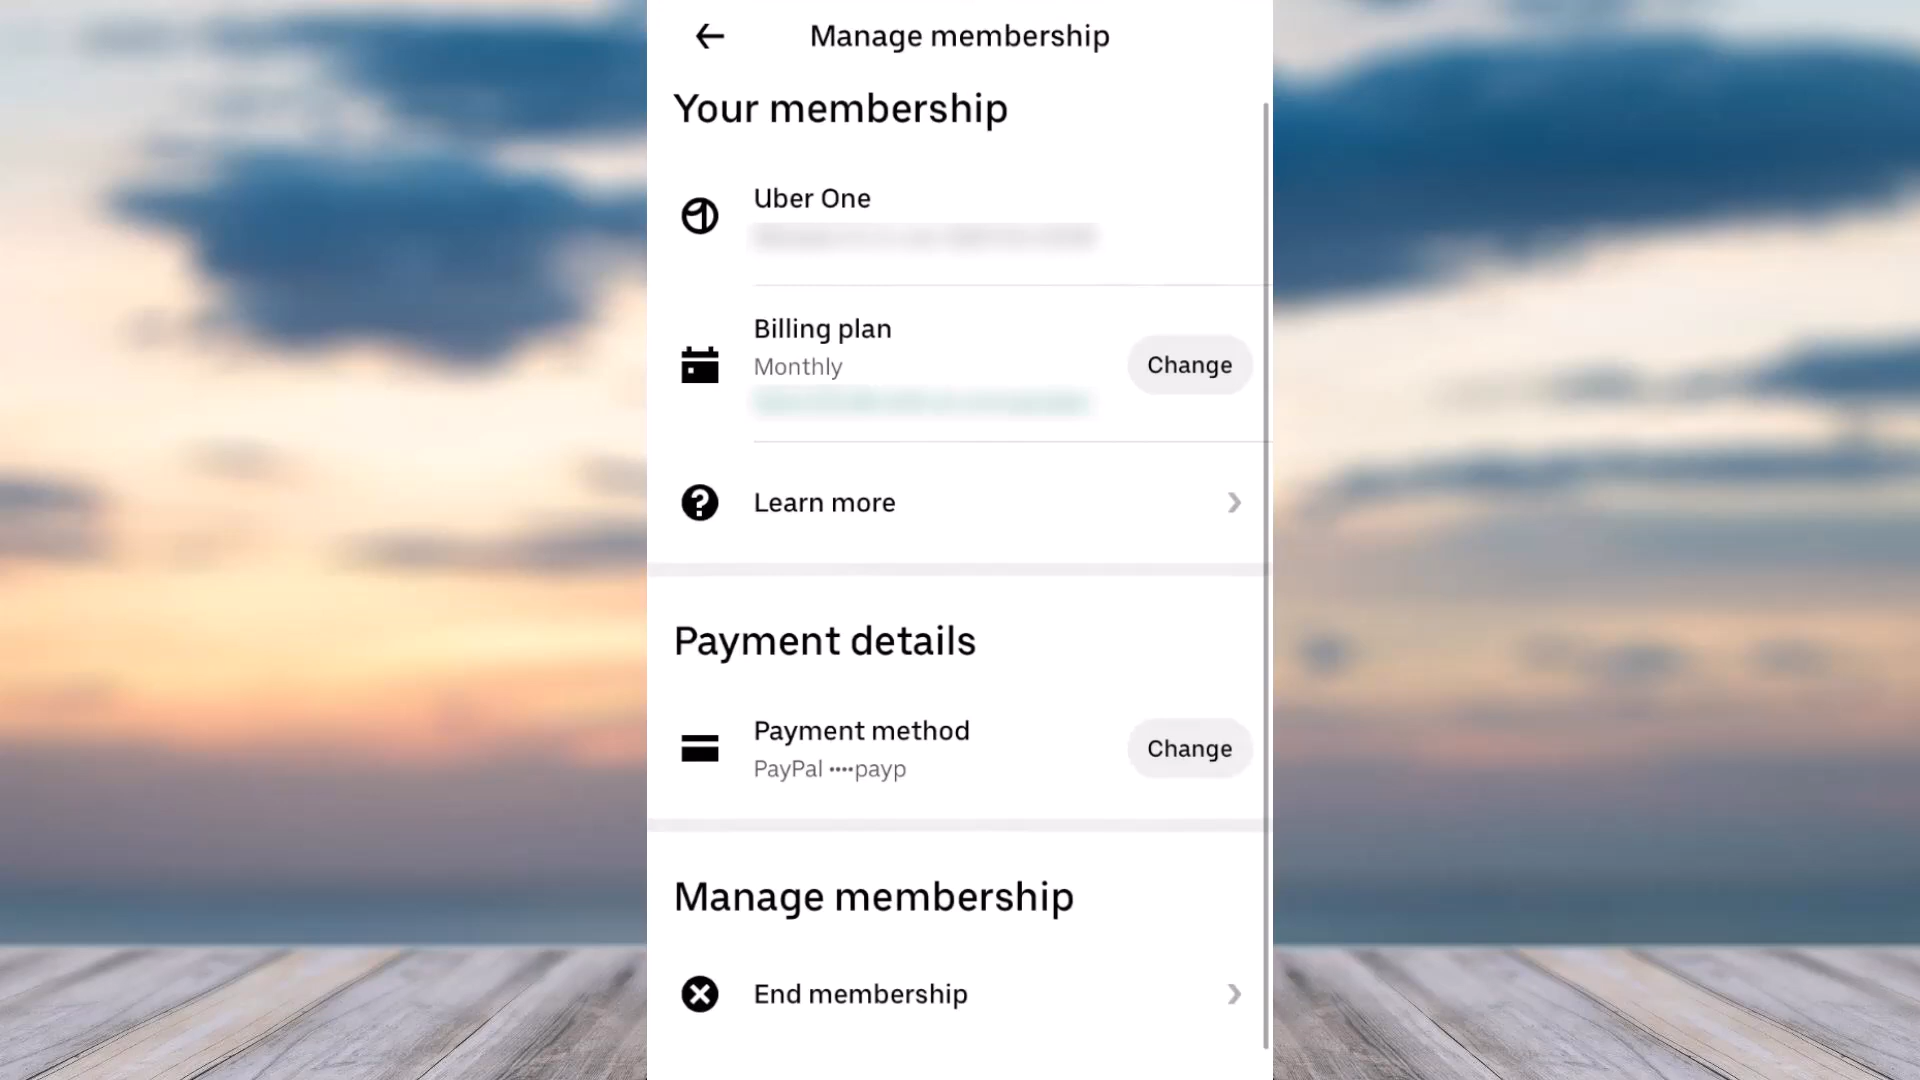 Manage membership
Your membership
Uber One
Billing plan
Monthly
Change
Learn more
Payment details
Payment method
PayPal ••••payp
Change
Manage membership
End membership